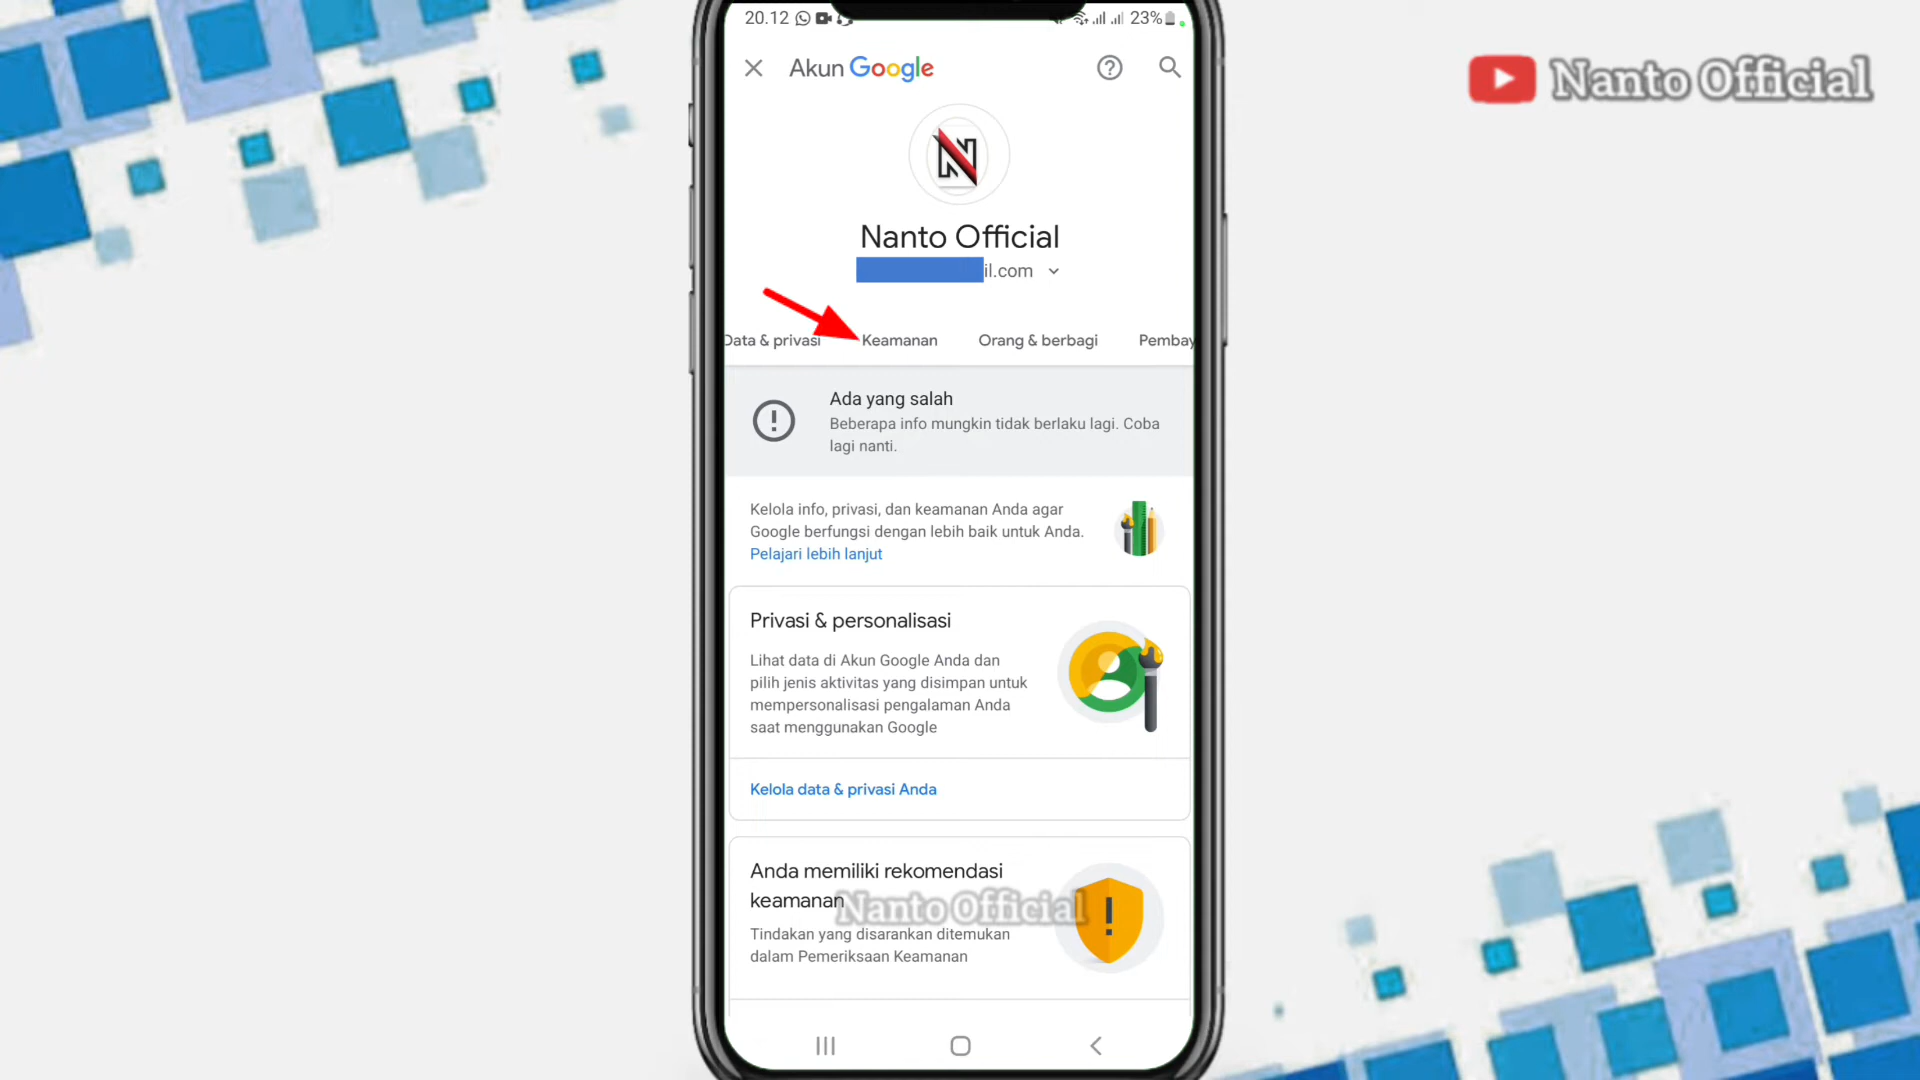 20.12
23%
Nanto Official
Akun Google
Nanto Official
il.com
Data & privasi Keamanan Orang & berbagi Pembay
Ada yang salah
Beberapa info mungkin tidak berlaku lagi. Coba
lagi nanti.
Kelola info, privasi, dan keamanan Anda agar
Google berfungsi dengan lebih baik untuk Anda.
Pelajari lebih lanjut
Privasi & personalisasi
Lihat data di Akun Google Anda dan
pilih jenis aktivitas yang disimpan untuk
mempersonalisasi pengalaman Anda
saat menggunakan Google
Kelola data & privasi Anda
Anda memiliki rekomendasi
keamanan
Nanto Official
Tindakan yang disarankan ditemukan
dalam Pemeriksaan Keamanan